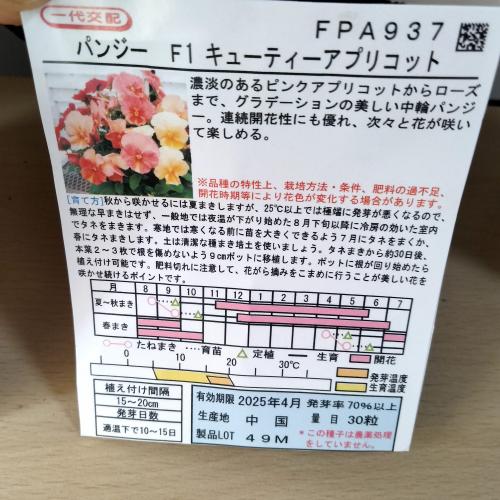 一代交配
FPA937
パンジー F1 キューティーアプリコット
濃淡のあるピンクアプリコットからローズ
まで、グラデーションの美しい中輪パンジ
ー。連続開花性にも優れ、次々と花が咲い
て楽しめる。
※品種の特性上、栽培方法・条件、肥料の過不足、
開花時期等により花色が変化する場合があります。
[育て方]秋から咲かせるには夏まきしますが、25℃以上では極端に発芽が悪くなるので、
無理な早まきはせず、一般地では夜温が下がり始めた８月下旬以降に冷房の効いた室内
でタネをまきます。寒地では寒くなる前に苗を大きくできるよう７月にタネをまくか、
春にタネまきします。土は清潔な種まき培土を使いましょう。タネまきから約30日後、
本葉２～３枚で根を傷めないよう９cmポットに移植します。ポットに根が回り始めたら
植え付け可能です。肥料切れに注意して、花がら摘みをこまめに行うことが美しい花を
咲かせ続けるポイントです。
8 9 10 11 12 1 2 3 4 5 6 7
夏～秋まき
春まき
8 9 10
6 7
たねまき ‥‥育苗 △ 定植 ― 生育 開花
0 10 20 30℃
発芽温度
生育温度
植え付け間隔
15～20cm
発芽日数
適温下で10～15日
有効期限 2025年4月 発芽率 70%以上
生産地 中国 量目 30粒
製品LOT 49M
*この種子は農薬処理を
していません。